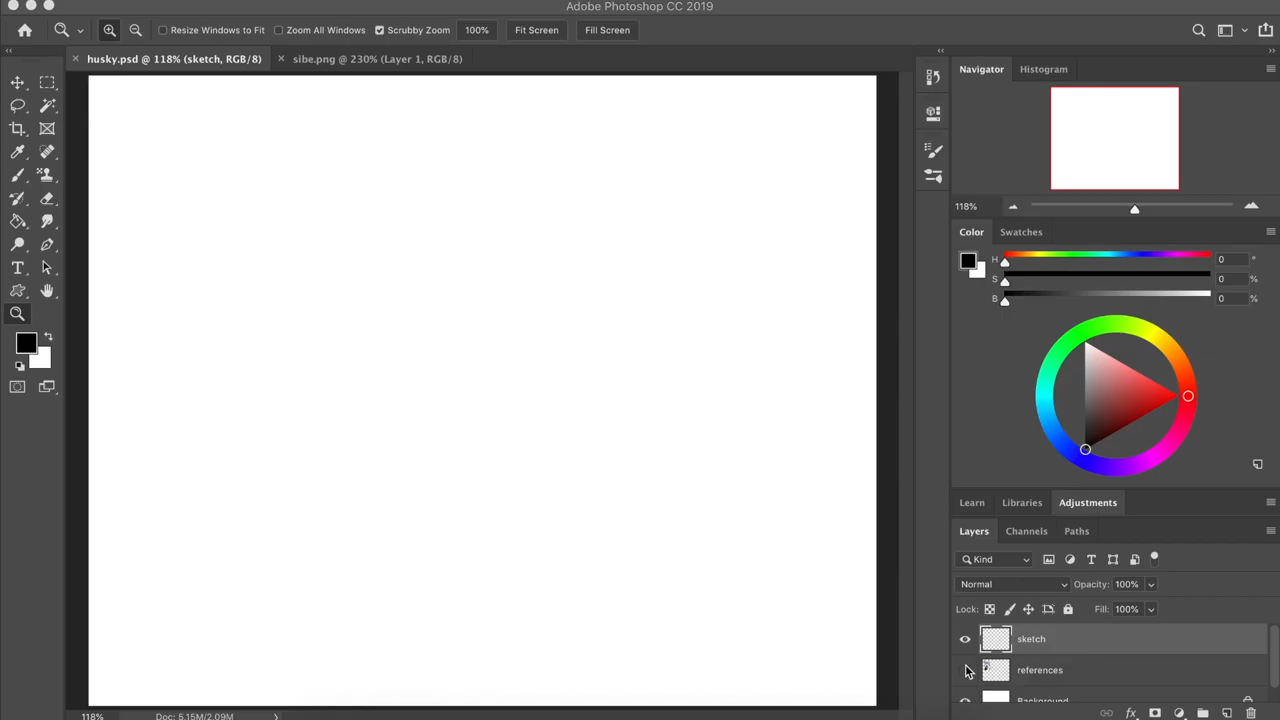 Adobe Photoshop CC 2019
Resize Windows to Fit Zoom All Windows Scrubby Zoom 100% Fit Screen Fill Screen
husky.psd @ 118% (sketch, RGB/8) sibe.png @ 230% (Layer 1, RGB/8)
Navigator Histogram
118%
Color Swatches
H 0 °
S 0 %
B 0 %
Learn Libraries Adjustments
Layers Channels Paths
Kind
Normal Opacity: 100%
Lock: Fill: 100%
sketch
references
Background
118% Doc: 5.15M/2.09M